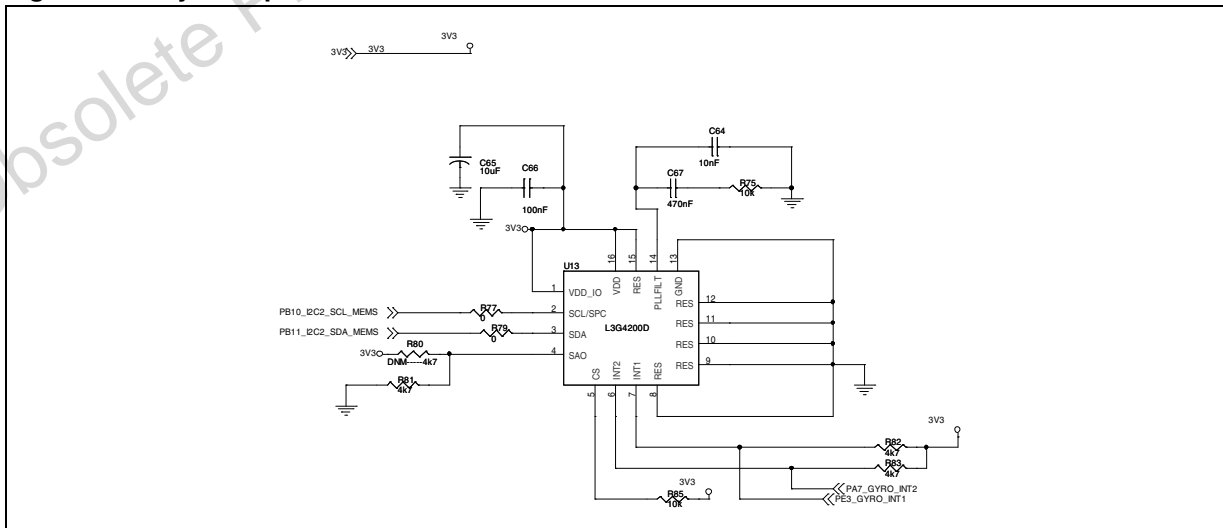 3V3
3V3
3V3
C64
10nF
C65
10uF
C66
100nF
C67
470nF
R75
10k
3V3
U13
16
15
14
13
VDD
RES
PLLFILT
GND
1
VDD_IO
RES
12
PB10_I2C2_SCL_MEMS
R77
0
2
SCL/SPC
L3G4200D
RES
11
PB11_I2C2_SDA_MEMS
R79
0
3
SDA
RES
10
3V3
R80
DNM-----4k7
4
SAO
RES
9
R81
4k7
CS
INT2
INT1
RES
5
6
7
8
3V3
R82
4k7
R83
4k7
3V3
R85
10k
PA7_GYRO_INT2
PE3_GYRO_INT1